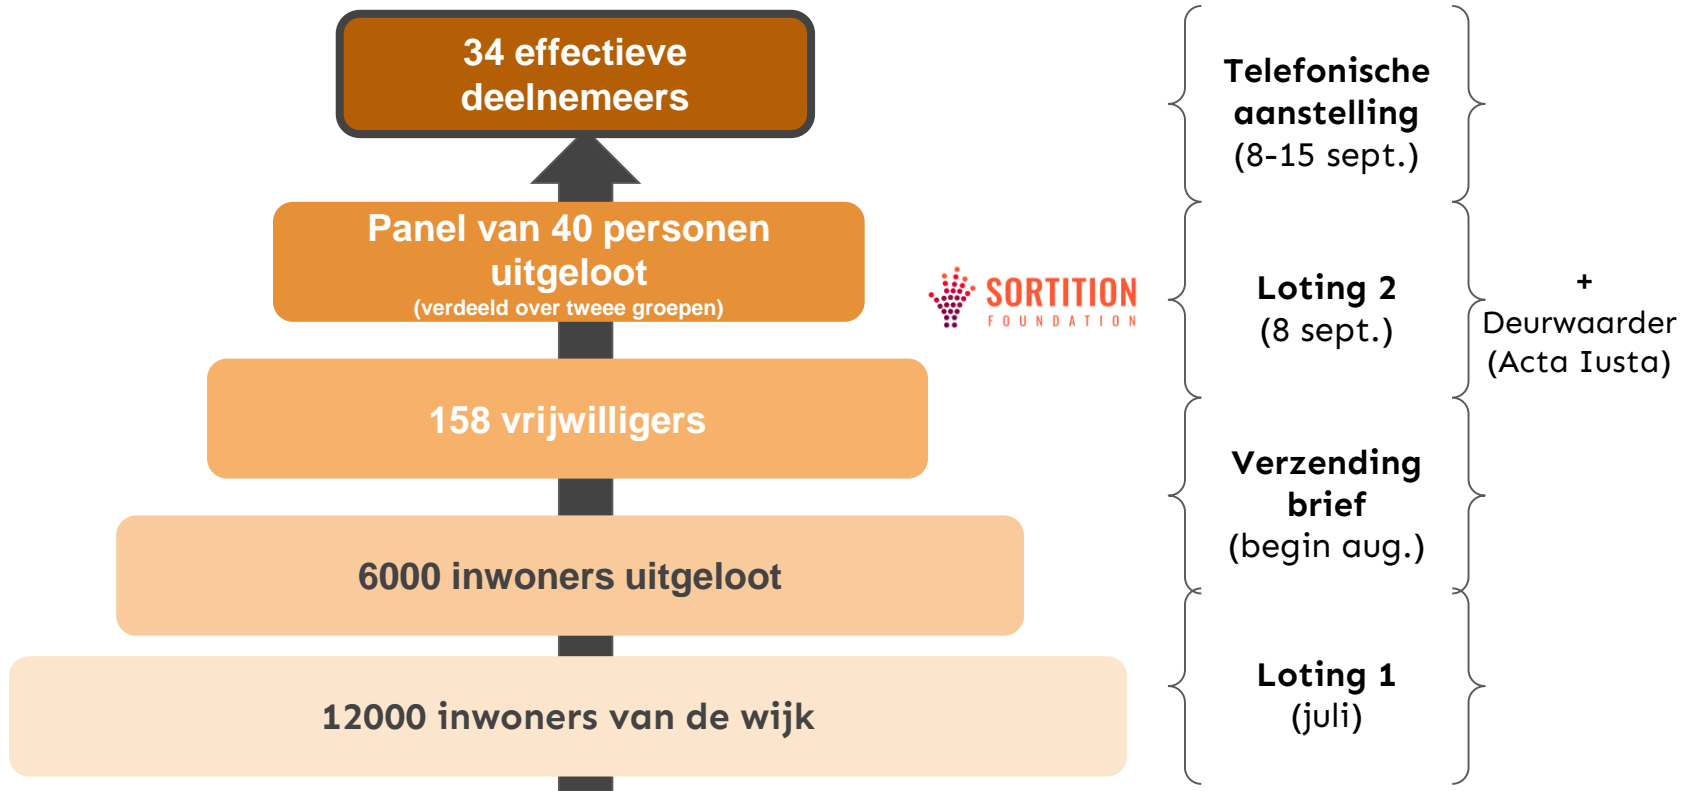 34 effectieve
deelnemeers
Telefonische
aanstelling
(8-15 sept.)
Panel van 40 personen
uitgeloot
(verdeeld over tweee groepen)
SORTITION
FOUNDATION
Loting 2
(8 sept.)
+
Deurwaarder
(Acta Iusta)
158 vrijwilligers
Verzending
brief
(begin aug.)
6000 inwoners uitgeloot
12000 inwoners van de wijk
Loting 1
(juli)